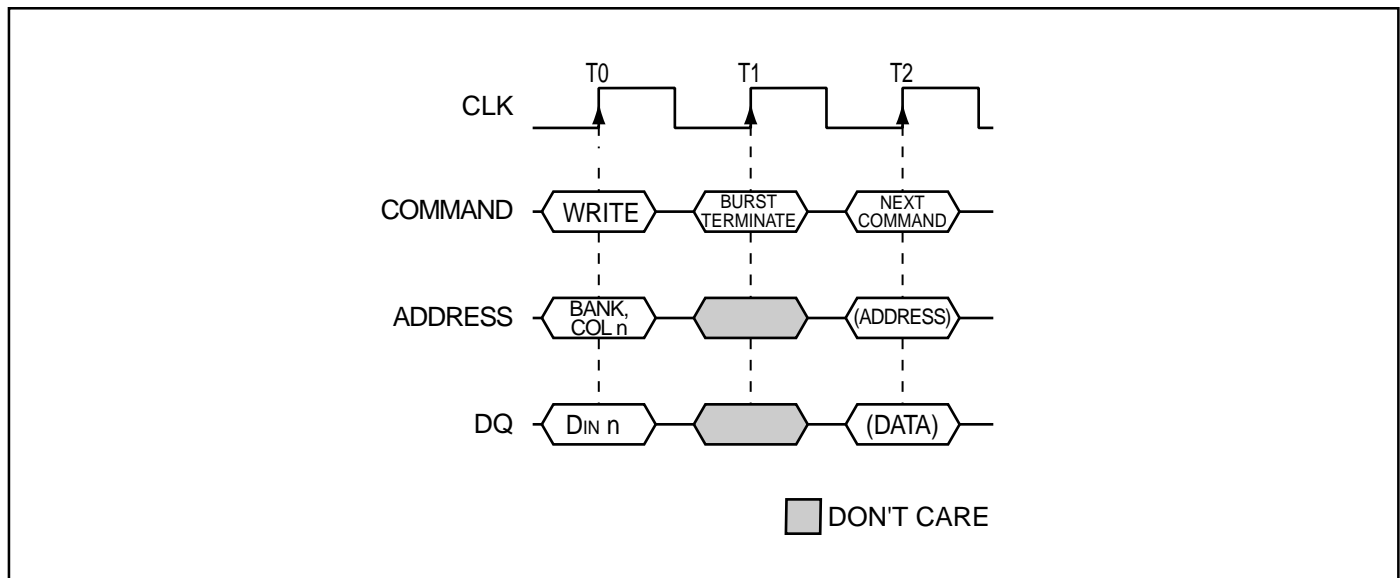 T0 T1 T2
CLK
COMMAND WRITE BURST TERMINATE NEXT COMMAND
ADDRESS BANK, COL n (ADDRESS)
DQ DIN n (DATA)
DON'T CARE